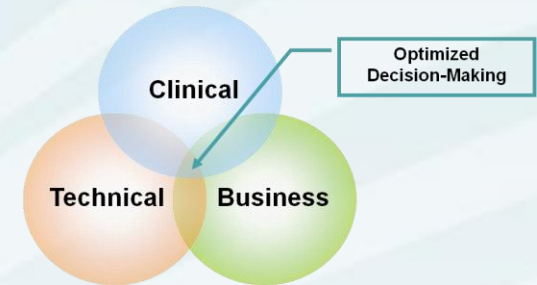 Optimized
Decision-Making
Clinical
Technical
Business